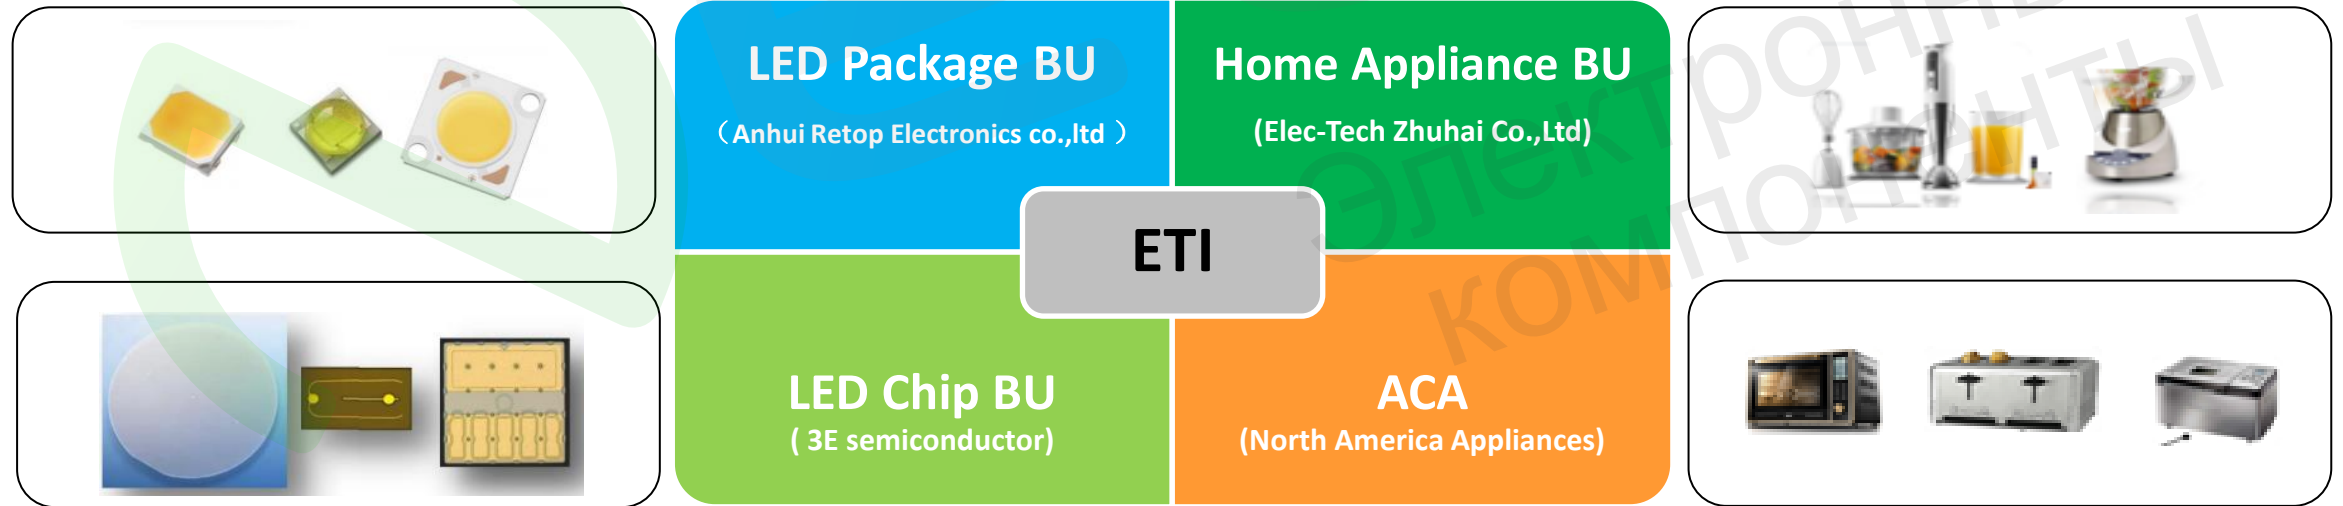 LED Package BU
（Anhui Retop Electronics co.,ltd ）
Home Appliance BU
(Elec-Tech Zhuhai Co.,Ltd)
ETI
LED Chip BU
( 3E semiconductor)
ACA
(North America Appliances)
компоненты